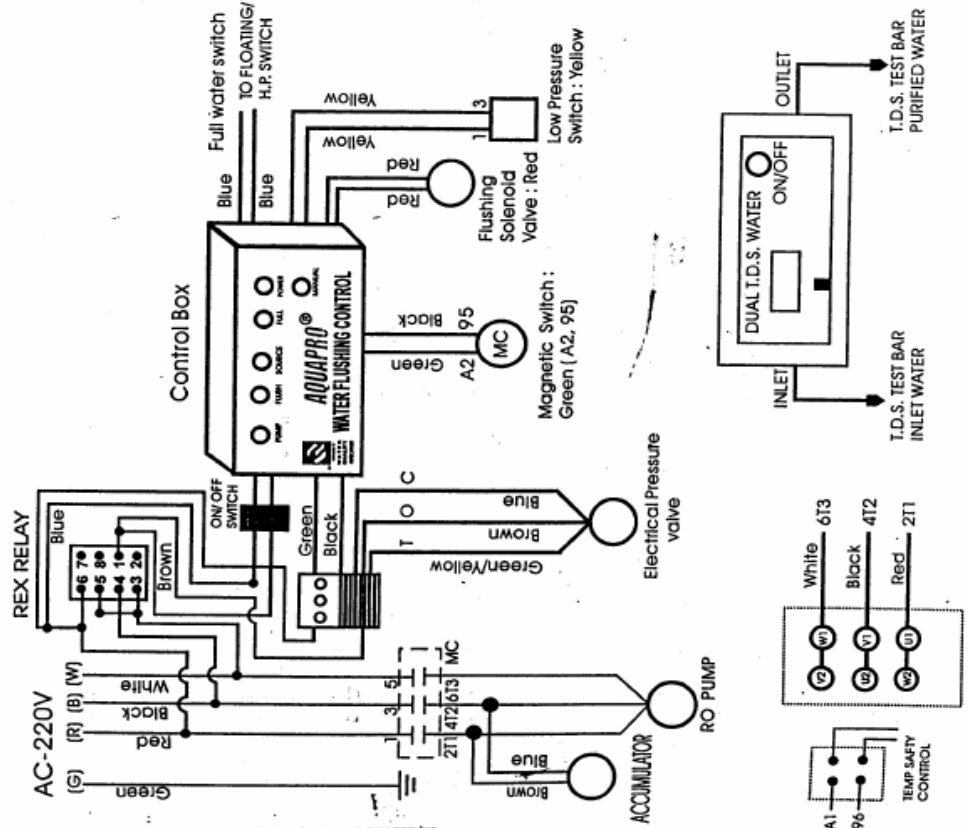 REX RELAY
AC-220V
(G)
(R)
(B)
(W)
Green
Red
Black
White
Blue
6 7
5 8
4 1
3 2
Brown
ON/OFF
SWITCH
Green
Black
Control Box
PUMP
FLUSH
SOURCE
FULL
POWER
MANUAL
AQUAPRO®
WATER FLUSHING CONTROL
Full water switch
TO FLOATING/
H.P. SWITCH
Blue
Blue
Yellow
Yellow
1 3
Low Pressure
Switch : Yellow
Red
Red
Flushing
Solenoid
Valve : Red
Green
Black
A2 95
MC
Magnetic Switch :
Green ( A2, 95)
T O C
Green/Yellow
Brown
Blue
Electrical Pressure
valve
1 3 5
MC
2T1 4T2 6T3
RO PUMP
ACCUMULATOR
Brown
Blue
DUAL T.D.S. WATER
ON/OFF
INLET
OUTLET
T.D.S. TEST BAR
INLET WATER
T.D.S. TEST BAR
PURIFIED WATER
V2 W1 White 6T3
U2 V1 Black 4T2
W2 U1 Red 2T1
A1
96
TEMP SAFTY
CONTROL